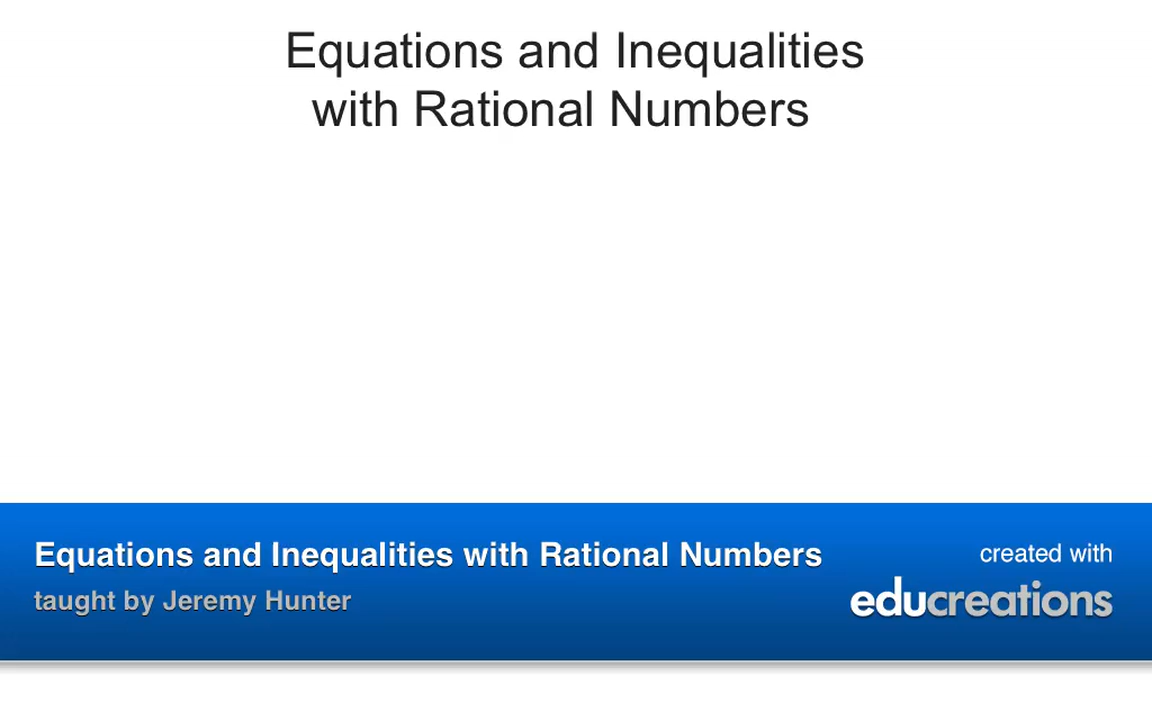 Equations and Inequalities
with Rational Numbers
Equations and Inequalities with Rational Numbers
taught by Jeremy Hunter
created with
educreations